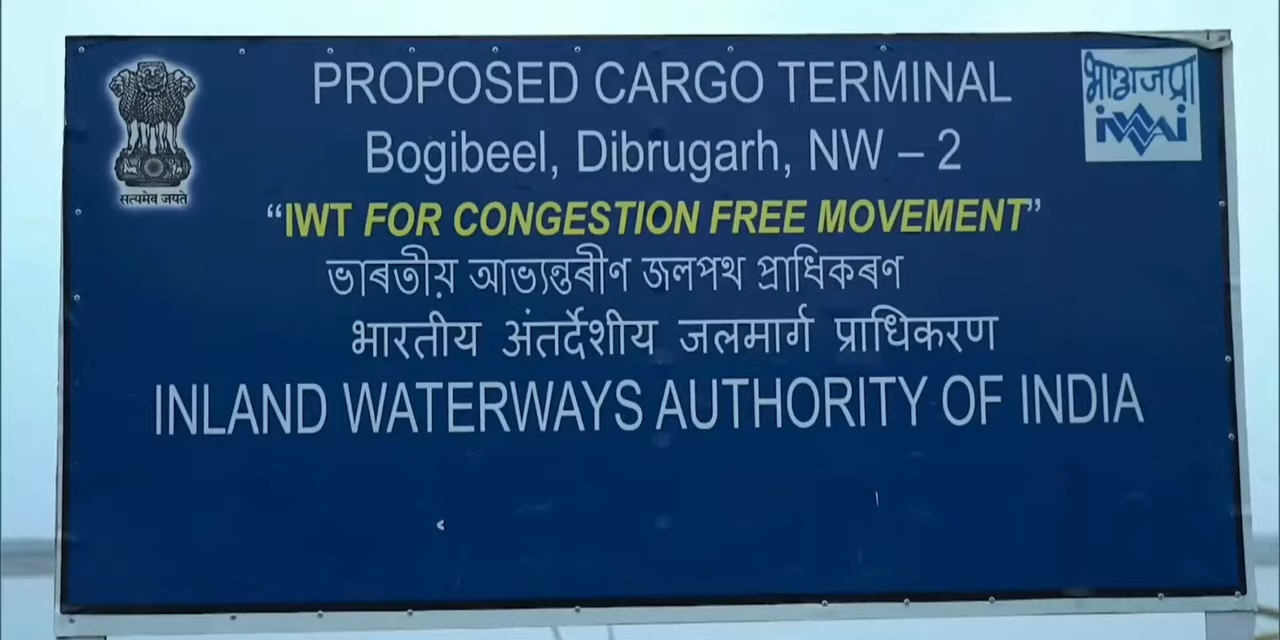 PROPOSED CARGO TERMINAL
Bogibeel, Dibrugarh, NW – 2
“IWT FOR CONGESTION FREE MOVEMENT”
ভাৰতীয় আভ্যন্তৰীণ জলপথ প্ৰাধিকৰণ
भारतीय अंतर्देशीय जलमार्ग प्राधिकरण
INLAND WATERWAYS AUTHORITY OF INDIA
सत्यमेव जयते
भाअजप्रा
IWAI